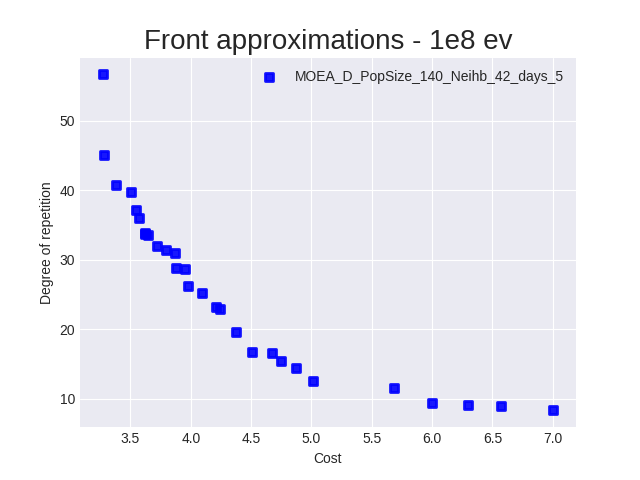 Front approximations - 1e8 ev
MOEA_D_PopSize_140_Neihb_42_days_5
Degree of repetition
50
40
30
20
10
3.5 4.0 4.5 5.0 5.5 6.0 6.5 7.0
Cost